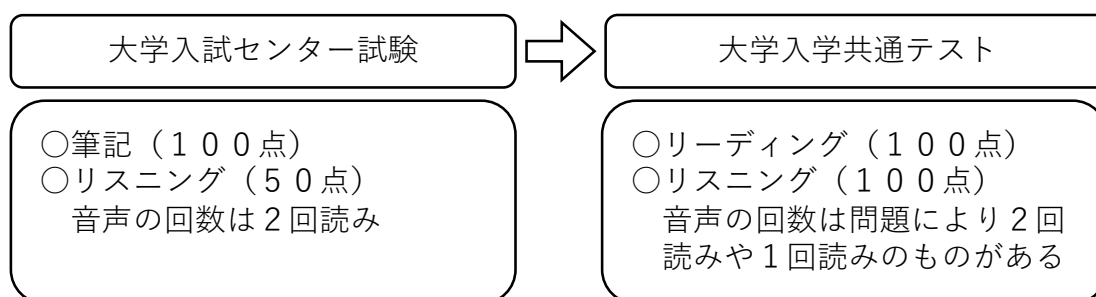 大学入試センター試験
大学入学共通テスト
○筆記（１００点）
○リスニング（５０点）
音声の回数は２回読み
○リーディング（１００点）
○リスニング（１００点）
音声の回数は問題により２回
読みや１回読みのものがある